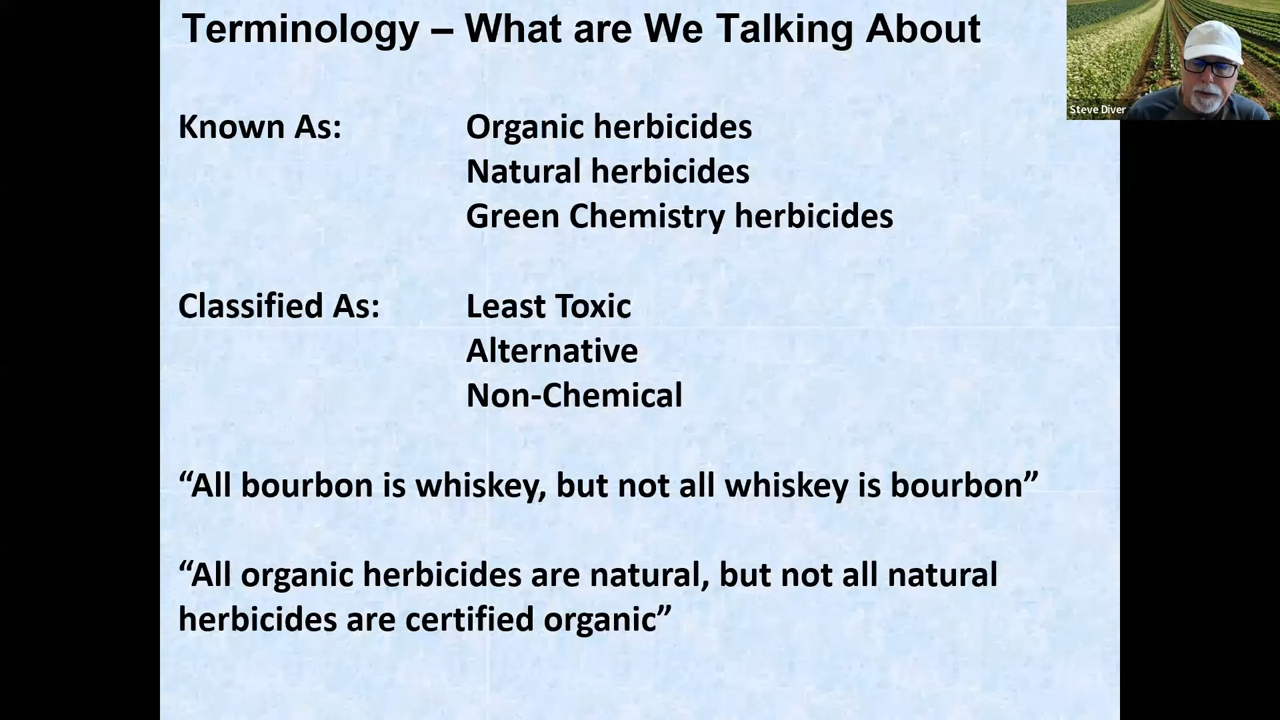 Terminology – What are We Talking About
Steve Diver
Known As: Organic herbicides
Natural herbicides
Green Chemistry herbicides
Classified As: Least Toxic
Alternative
Non-Chemical
“All bourbon is whiskey, but not all whiskey is bourbon”
“All organic herbicides are natural, but not all natural
herbicides are certified organic”